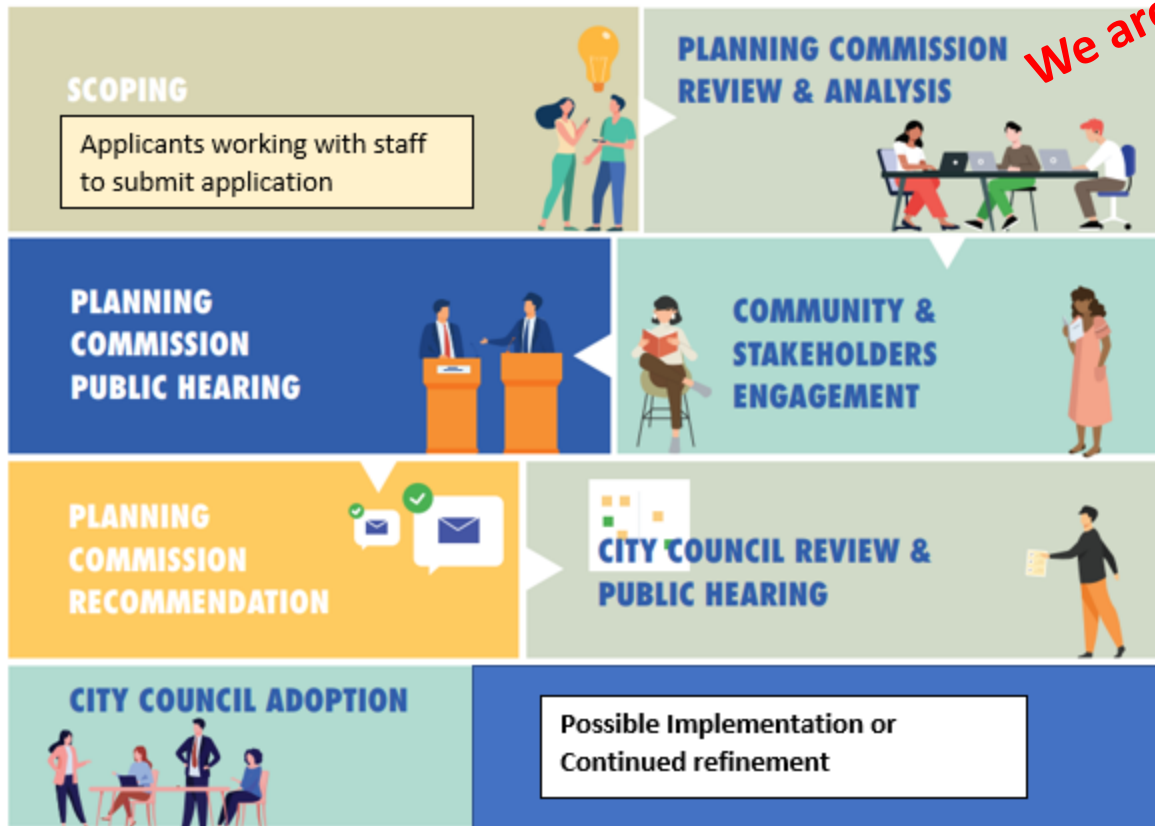 SCOPING
Applicants working with staff
to submit application
PLANNING COMMISSION
REVIEW & ANALYSIS
We are
COMMUNITY &
STAKEHOLDERS
ENGAGEMENT
PLANNING
COMMISSION
PUBLIC HEARING
PLANNING
COMMISSION
RECOMMENDATION
CITY COUNCIL REVIEW &
PUBLIC HEARING
CITY COUNCIL ADOPTION
Possible Implementation or
Continued refinement